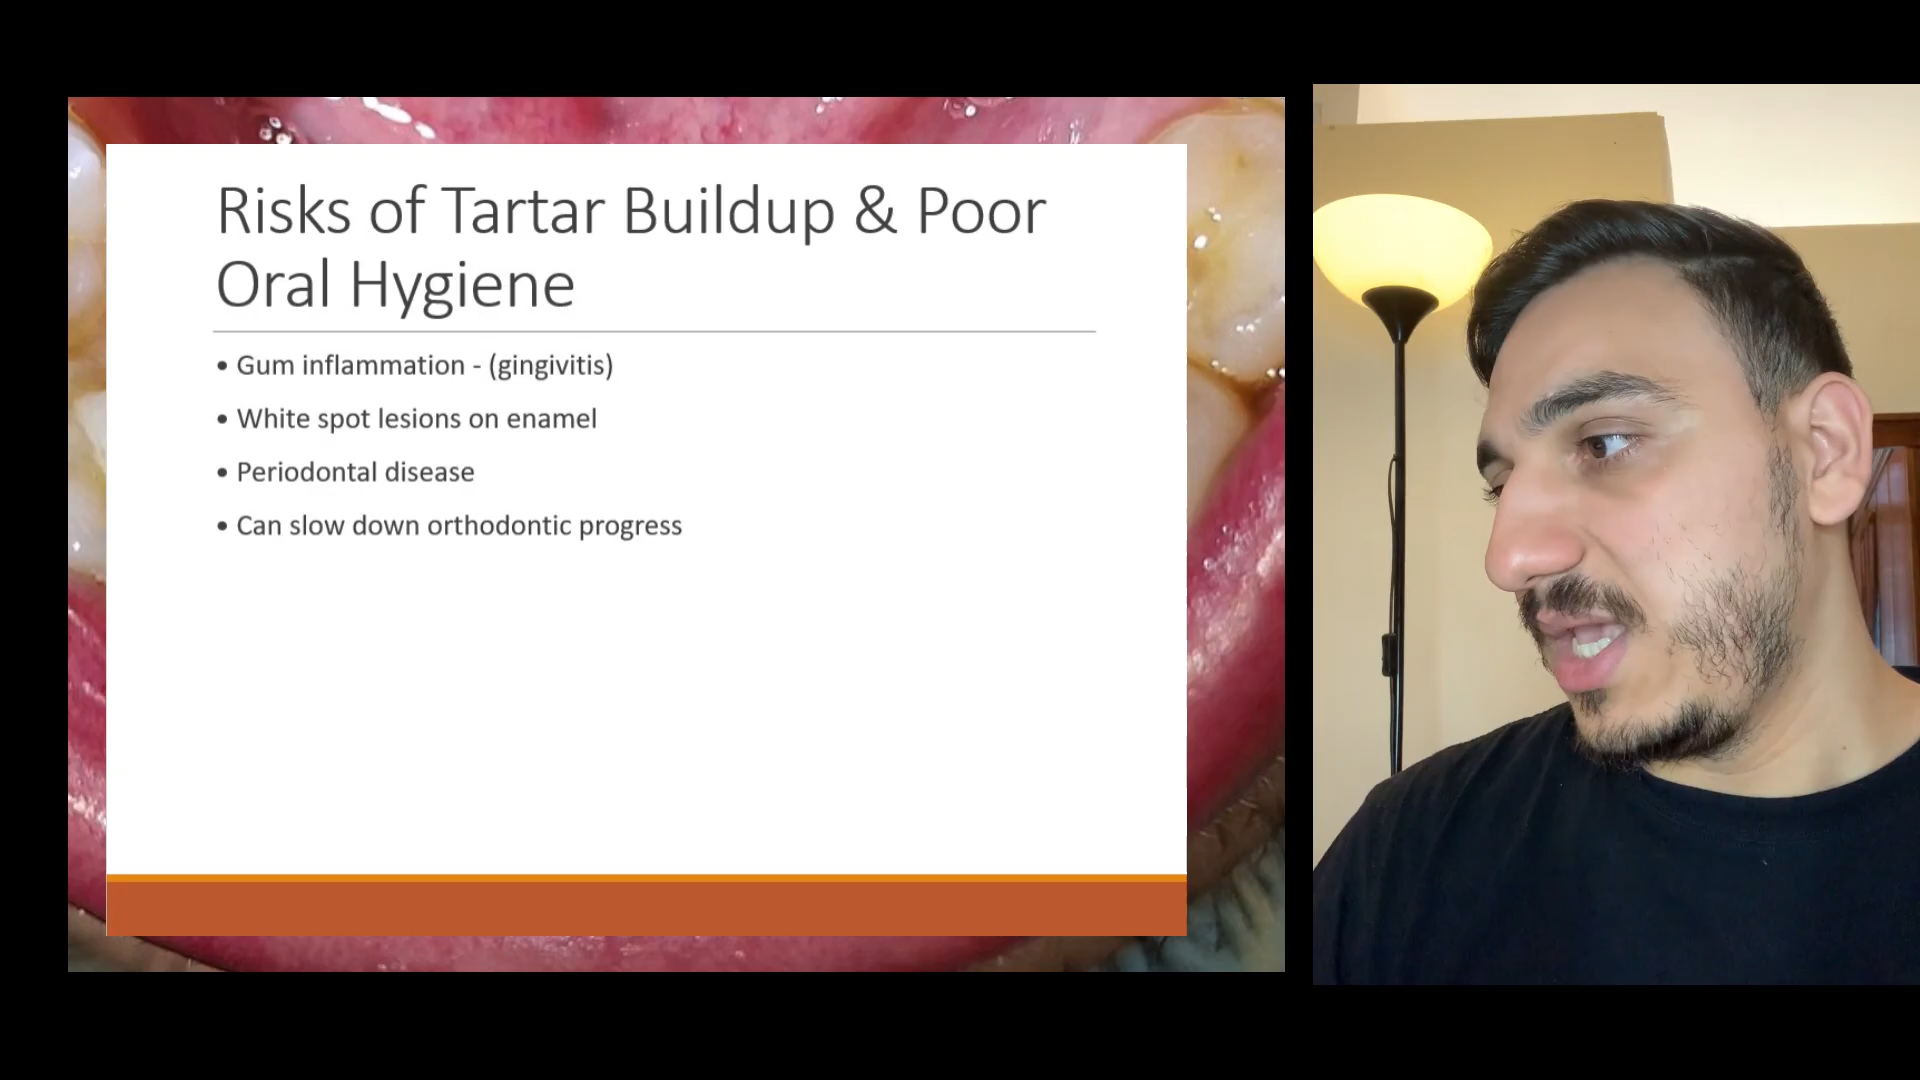 Risks of Tartar Buildup & Poor
Oral Hygiene
• Gum inflammation - (gingivitis)
• White spot lesions on enamel
• Periodontal disease
• Can slow down orthodontic progress